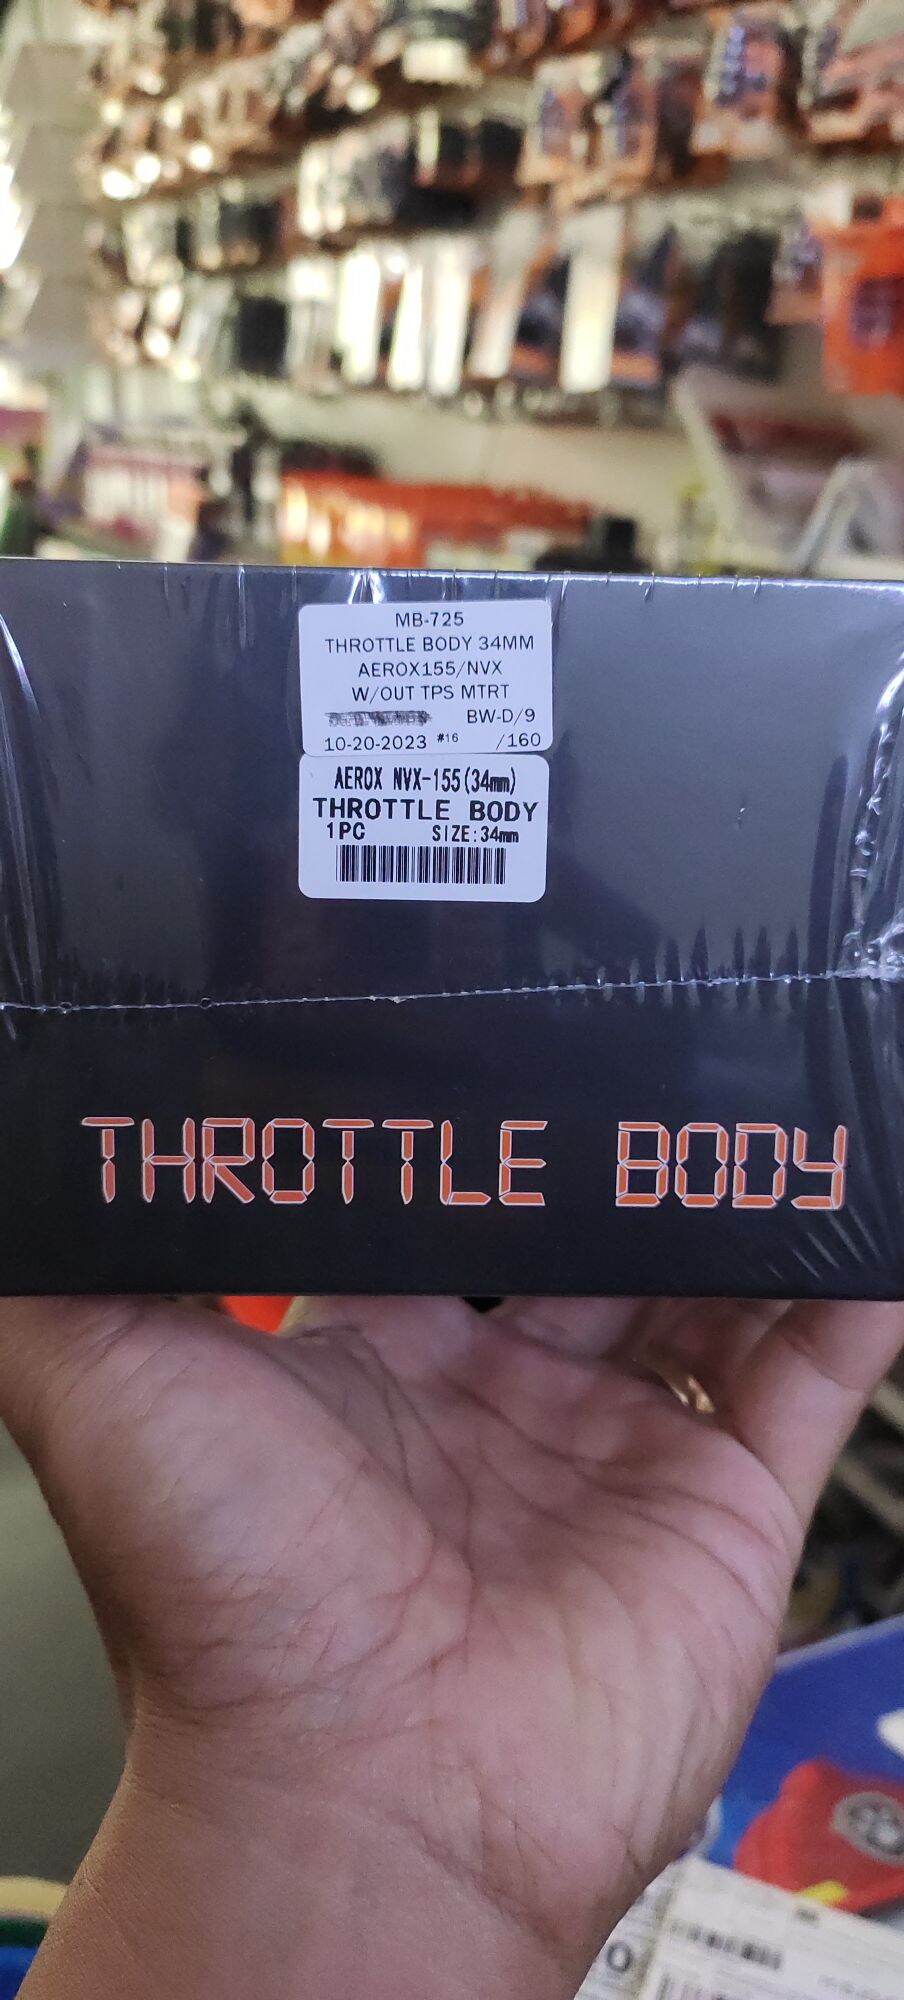 MB-725
THROTTLE BODY 34MM
AEROX155/NVX
W/OUT TPS MTRT
BW-D/9
10-20-2023 #16 /160
AEROX NVX-155(34mm)
THROTTLE BODY
1PC SIZE:34mm
THROTTLE BODY